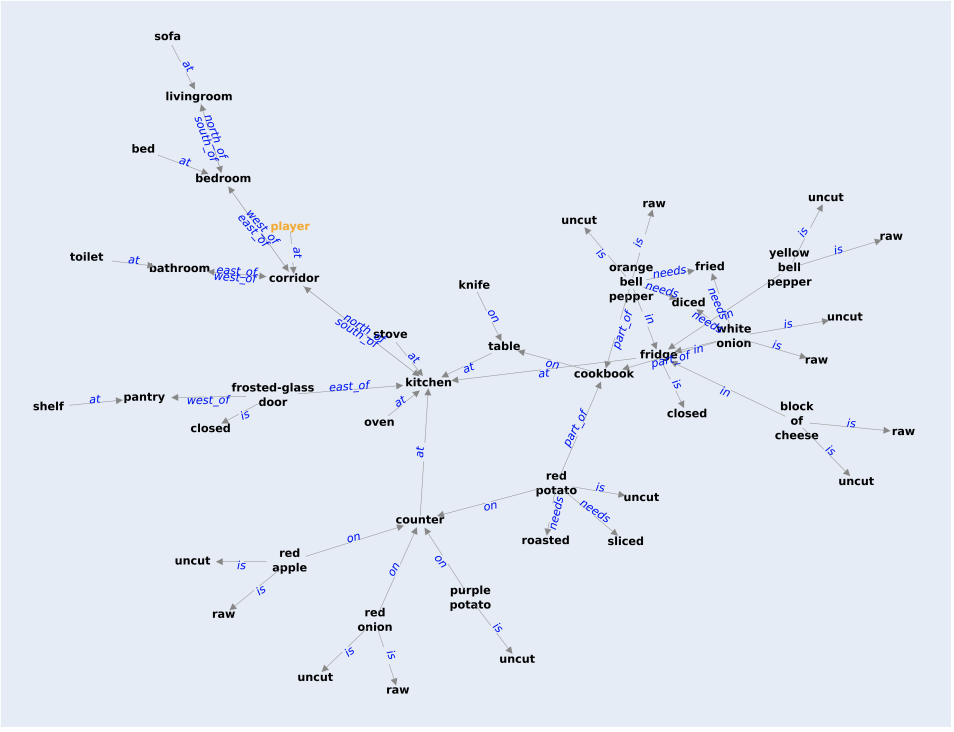 sofa
at
livingroom
north_of
south_of
bed
at
bedroom
west_of
east_of
player
at
toilet
at
bathroom
east_of
west_of
corridor
north_of
south_of
stove
at
knife
on
table
at
on
at
kitchen
shelf
at
pantry
west_of
frosted-glass
door
east_of
is
closed
oven
at
at
uncut
raw
is
is
orange
bell
pepper
needs
fried
needs
diced
needs
needs
part_of
in
uncut
is
raw
is
yellow
bell
pepper
in
white
onion
is
uncut
is
raw
fridge
in
part_of
cookbook
is
closed
in
block
of
cheese
is
raw
is
uncut
part_of
red
potato
is
uncut
needs
roasted
needs
sliced
on
counter
on
red
apple
is
uncut
is
raw
on
red
onion
is
uncut
is
raw
on
purple
potato
is
uncut